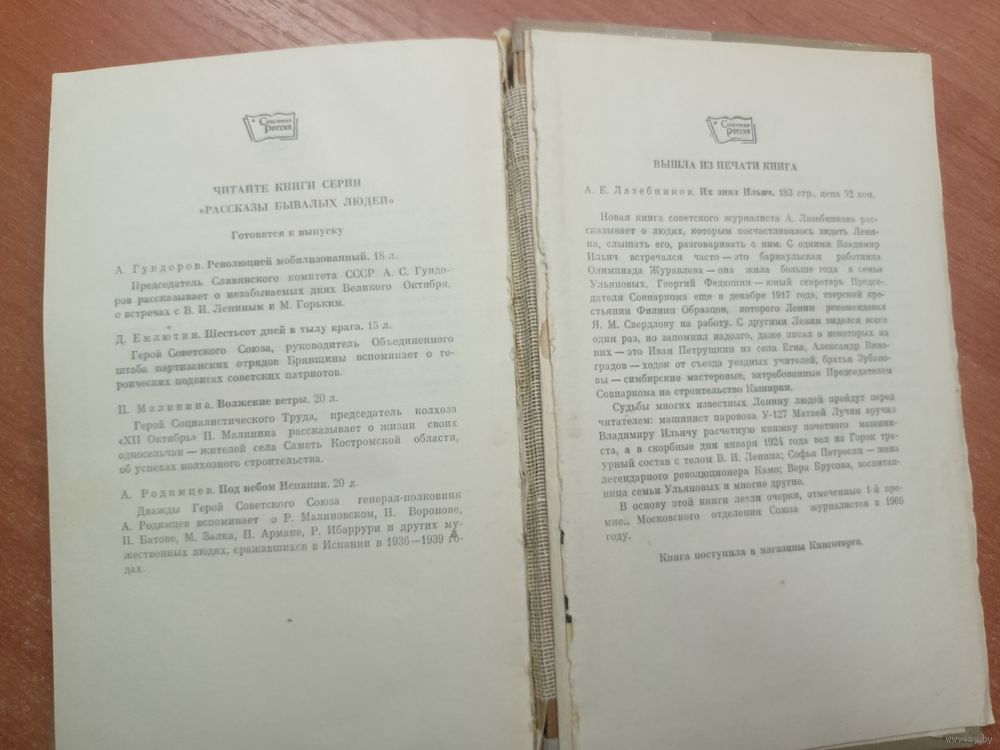 Советская
Россия
ЧИТАЙТЕ КНИГИ СЕРИИ
«РАССКАЗЫ БЫВАЛЫХ ЛЮДЕЙ»
Готовятся к выпуску
А. Гундоров. Революцией мобилизованный. 18 л.
Председатель Славянского комитета СССР А. С. Гундо-
ров рассказывает о незабываемых днях Великого Октября,
о встречах с В. И. Лениным и М. Горьким.
Д. Емлютин. Шестьсот дней в тылу врага. 15 л.
Герой Советского Союза, руководитель Объединенного
штаба партизанских отрядов Брянщины вспоминает о ге-
роических подвигах советских патриотов.
П. Малинина. Волжские ветры. 20 л.
Герой Социалистического Труда, председатель колхоза
«XII Октябрь» П. Малинина рассказывает о жизни своих
односельчан — жителей села Саметь Костромской области,
об успехах колхозного строительства.
А. Родимцев. Под небом Испании. 20 л.
Дважды Герой Советского Союза генерал-полковник
А. Родимцев вспоминает о Р. Малиновском, Н. Воронове,
П. Батове, М. Залка, П. Армане, Р. Ибаррури и других му-
жественных людях, сражавшихся в Испании в 1936—1939 го-
дах.
Советская
Россия
ВЫШЛА ИЗ ПЕЧАТИ КНИГА
А. Е. Лазебников. Их знал Ильич. 183 стр., цена 92 коп.
Новая книга советского журналиста А. Лазебникова рас-
сказывает о людях, которым посчастливилось видеть Лени-
на, слышать его, разговаривать с ним. С одними Владимир
Ильич встречался часто — это барнаульская работница
Олимпиада Журавлева — она жила больше года в семье
Ульяновых, Георгий Федюшин — юный секретарь Предсе-
дателя Совнаркома еще в декабре 1917 года, тверской кре-
стьянин Филипп Образцов, которого Ленин рекомендовал
Я. М. Свердлову на работу. С другими Ленин виделся всего
один раз, но запомнил надолго, даже писал о некоторых из
них — это Иван Петрушкин из села Егна, Александр Вино-
градов — ходок от съезда уездных учителей, братья Зубано-
вы — симбирские мастеровые, затребованные Председателем
Совнаркома на строительство Каширки.
Судьбы многих известных Ленину людей пройдут перед
читателем: машинист паровоза У-127 Матвей Лучин вручил
Владимиру Ильичу расчетную книжку почетного машини-
ста, а в скорбные дни января 1924 года вел из Горок тра-
урный состав с телом В. И. Ленина; Софья Петросян — жена
легендарного революционера Камо; Вера Брусова, воспитан-
ница семьи Ульяновых и многие другие.
В основу этой книги легли очерки, отмеченные 1-й пре-
мией Московского отделения Союза журналистов в 1966
году.
Книга поступила в магазины Книготорга.
www.ay.by